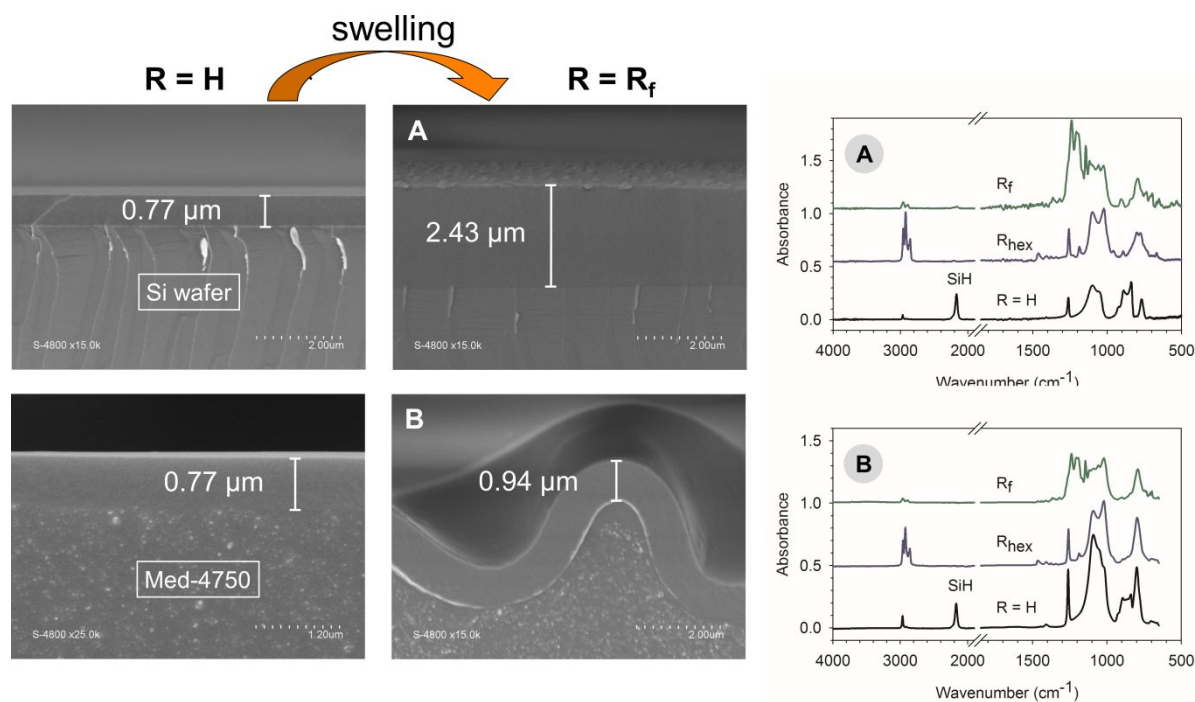 swelling
R = H
R = Rf
0.77 µm
Si wafer
S-4800 x15.0k
2.00um
A
2.43 µm
S-4800 x15.0k
2.00um
0.77 µm
Med-4750
S-4800 x25.0k
1.20um
B
0.94 µm
S-4800 x15.0k
2.00um
A
Absorbance
1.5
1.0
0.5
0.0
Rf
Rhex
SiH
R = H
4000 3000 2000 1500 1000 500
Wavenumber (cm-1)
B
Absorbance
1.5
1.0
0.5
0.0
Rf
Rhex
SiH
R = H
4000 3000 2000 1500 1000 500
Wavenumber (cm-1)